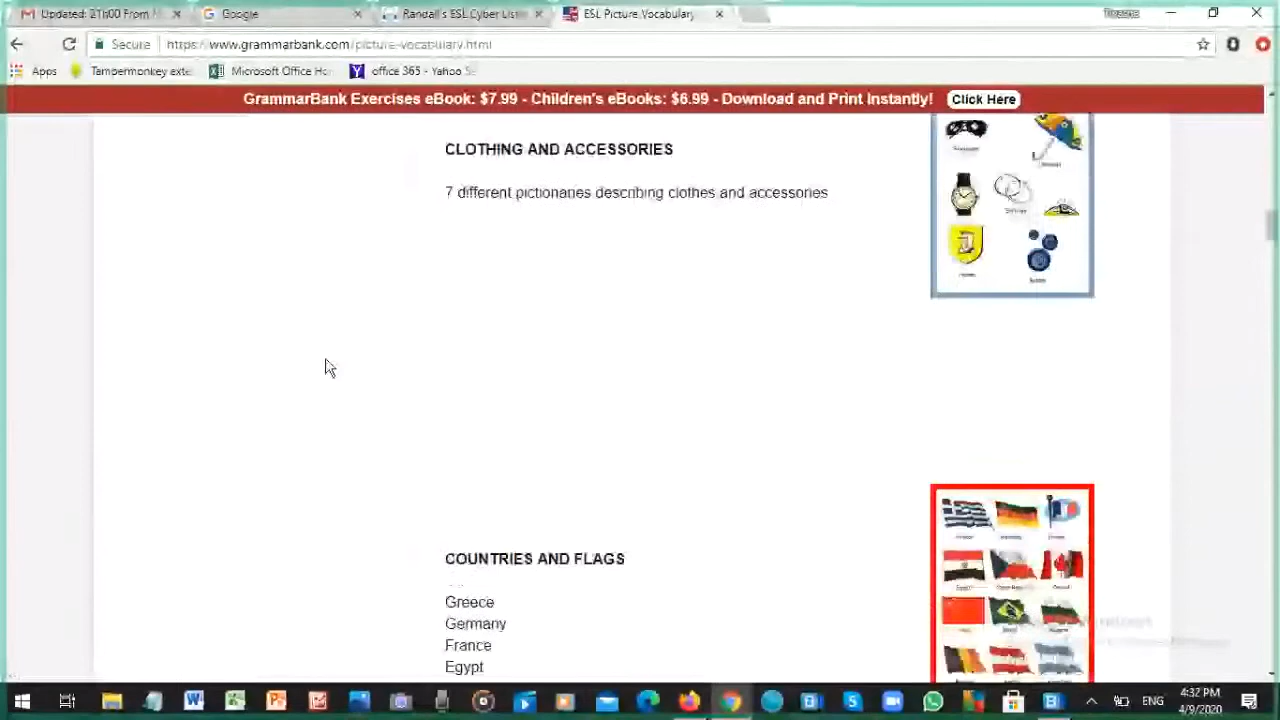 Updated: 21h00 From
Google
Randall's ESL Cyber List
ESL Picture Vocabulary
Secure
https://www.grammarbank.com/picture-vocabulary.html
Apps
Tampermonkey exte
Microsoft Office Ho
office 365 - Yahoo Se
GrammarBank Exercises eBook: $7.99 - Children's eBooks: $6.99 - Download and Print Instantly!
Click Here
CLOTHING AND ACCESSORIES
7 different pictionaries describing clothes and accessories
COUNTRIES AND FLAGS
Greece
Germany
France
Egypt
ENG
4:32 PM
4/9/2020